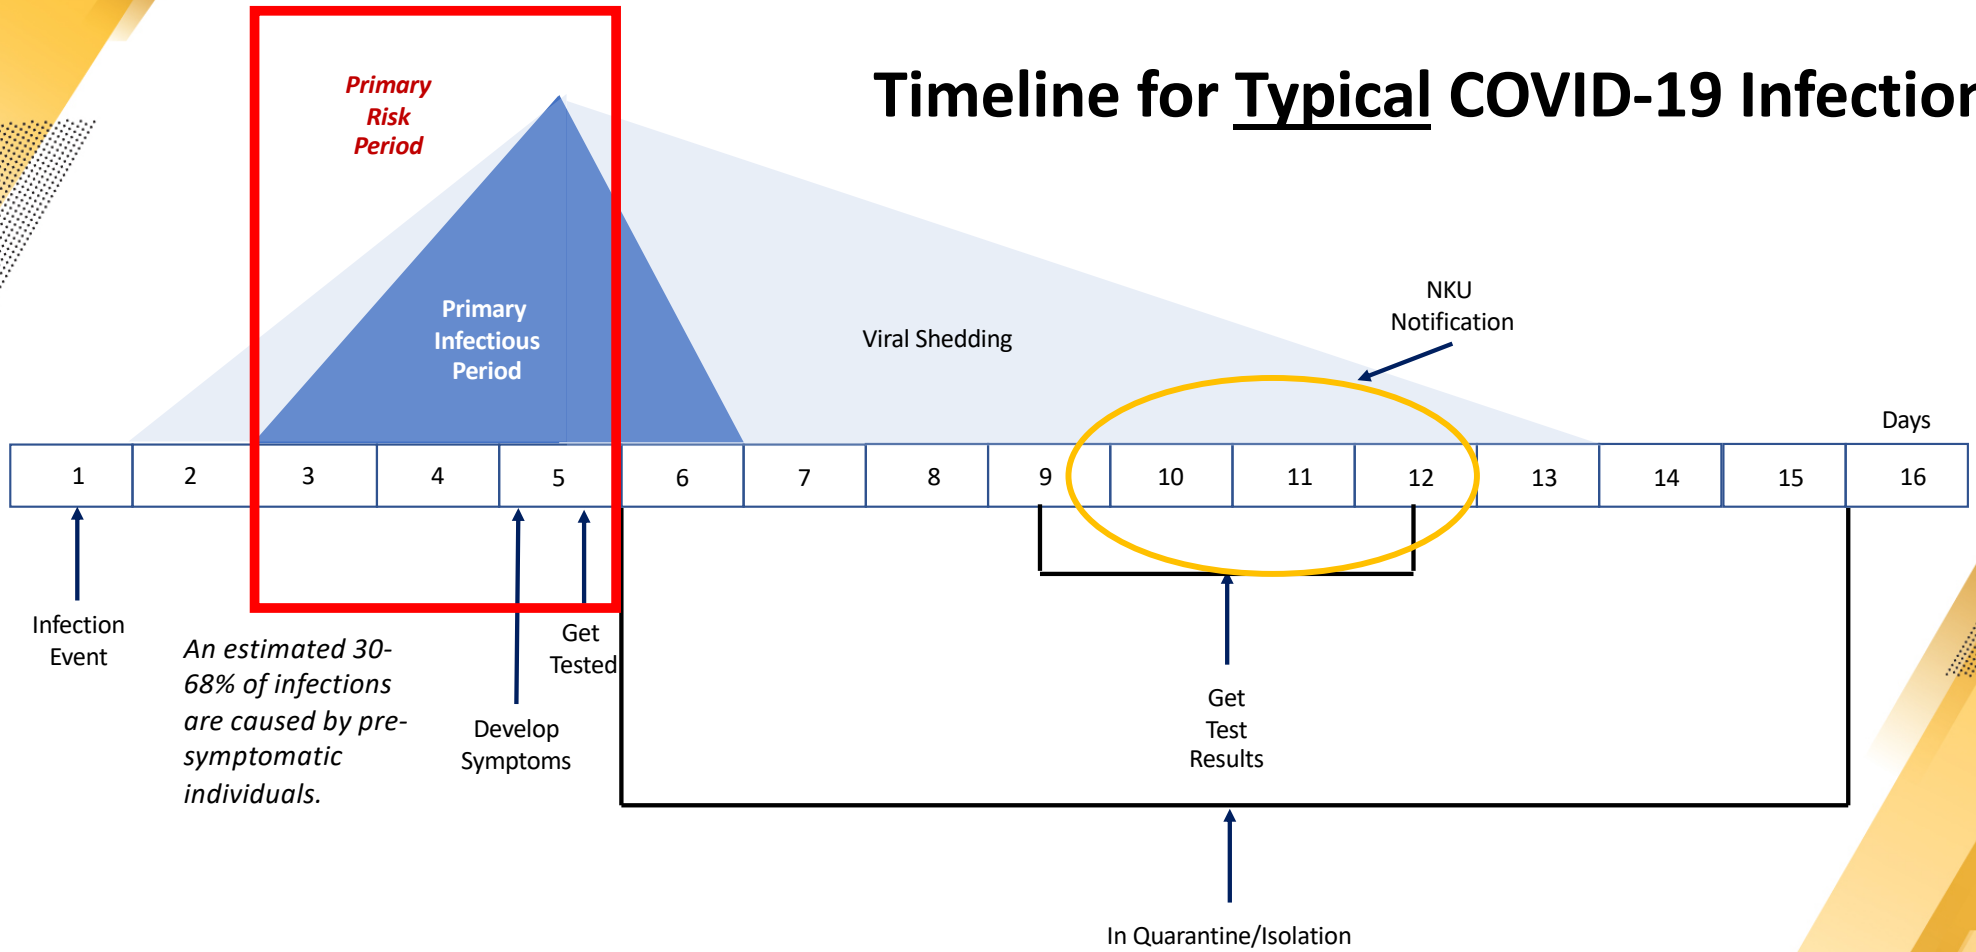 Timeline for Typical COVID-19 Infection
Primary
Risk
Period
Primary
Infectious
Period
Viral Shedding
NKU
Notification
Days
1 2 3 4 5 6 7 8 9 10 11 12 13 14 15 16
Infection
Event
An estimated 30-
68% of infections
are caused by pre-
symptomatic
individuals.
Develop
Symptoms
Get
Tested
Get
Test
Results
In Quarantine/Isolation